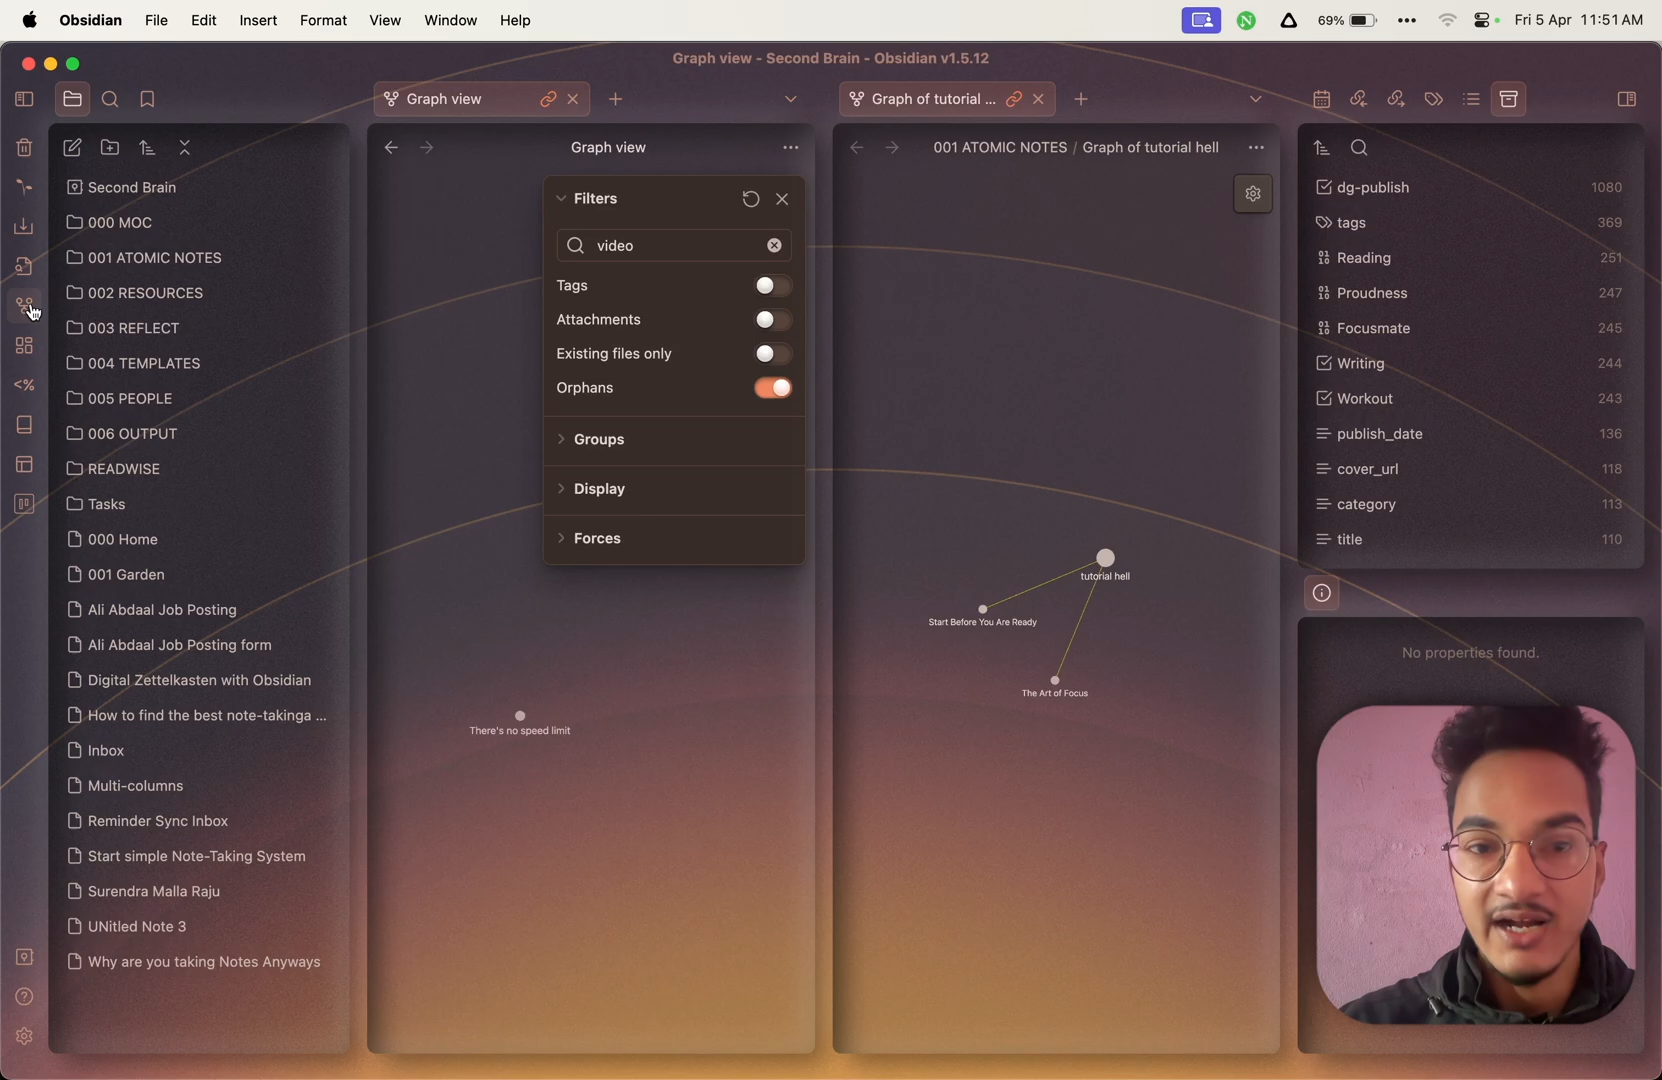 Obsidian File Edit Insert Format View Window Help
69% Fri 5 Apr 11:51 AM
Graph view - Second Brain - Obsidian v1.5.12
Graph view
Graph of tutorial ...
Second Brain
000 MOC
001 ATOMIC NOTES
002 RESOURCES
003 REFLECT
004 TEMPLATES
005 PEOPLE
006 OUTPUT
READWISE
Tasks
000 Home
001 Garden
Ali Abdaal Job Posting
Ali Abdaal Job Posting form
Digital Zettelkasten with Obsidian
How to find the best note-takinga ...
Inbox
Multi-columns
Reminder Sync Inbox
Start simple Note-Taking System
Surendra Malla Raju
UNitled Note 3
Why are you taking Notes Anyways
<%
Graph view
Filters
video
Tags
Attachments
Existing files only
Orphans
Groups
Display
Forces
There's no speed limit
001 ATOMIC NOTES / Graph of tutorial hell
tutorial hell
Start Before You Are Ready
The Art of Focus
dg-publish 1080
tags 369
Reading 251
Proudness 247
Focusmate 245
Writing 244
Workout 243
publish_date 136
cover_url 118
category 113
title 110
No properties found.